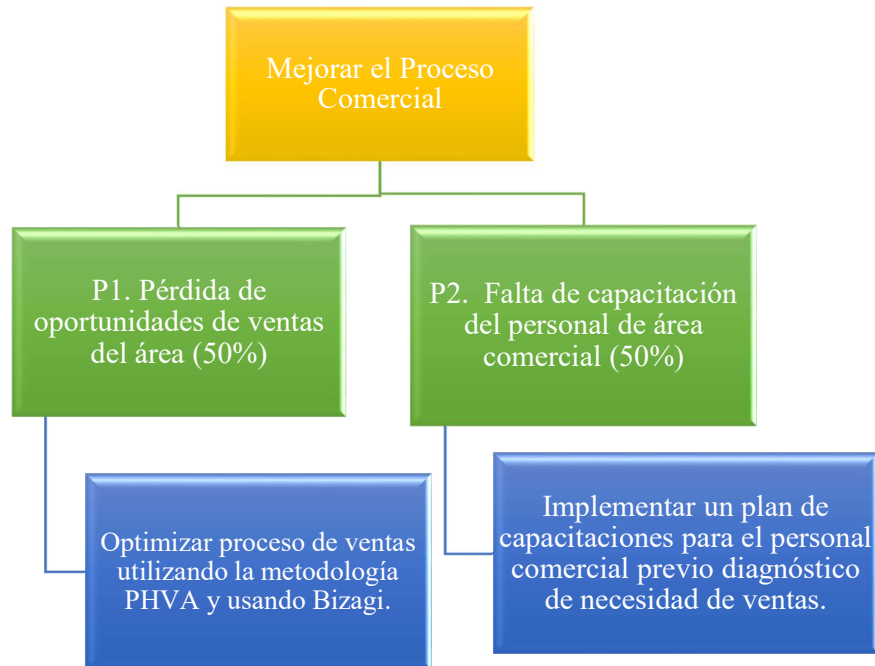 Mejorar el Proceso
Comercial
P1. Pérdida de
oportunidades de ventas
del área (50%)
P2. Falta de capacitación
del personal de área
comercial (50%)
Optimizar proceso de ventas
utilizando la metodología
PHVA y usando Bizagi.
Implementar un plan de
capacitaciones para el personal
comercial previo diagnóstico
de necesidad de ventas.